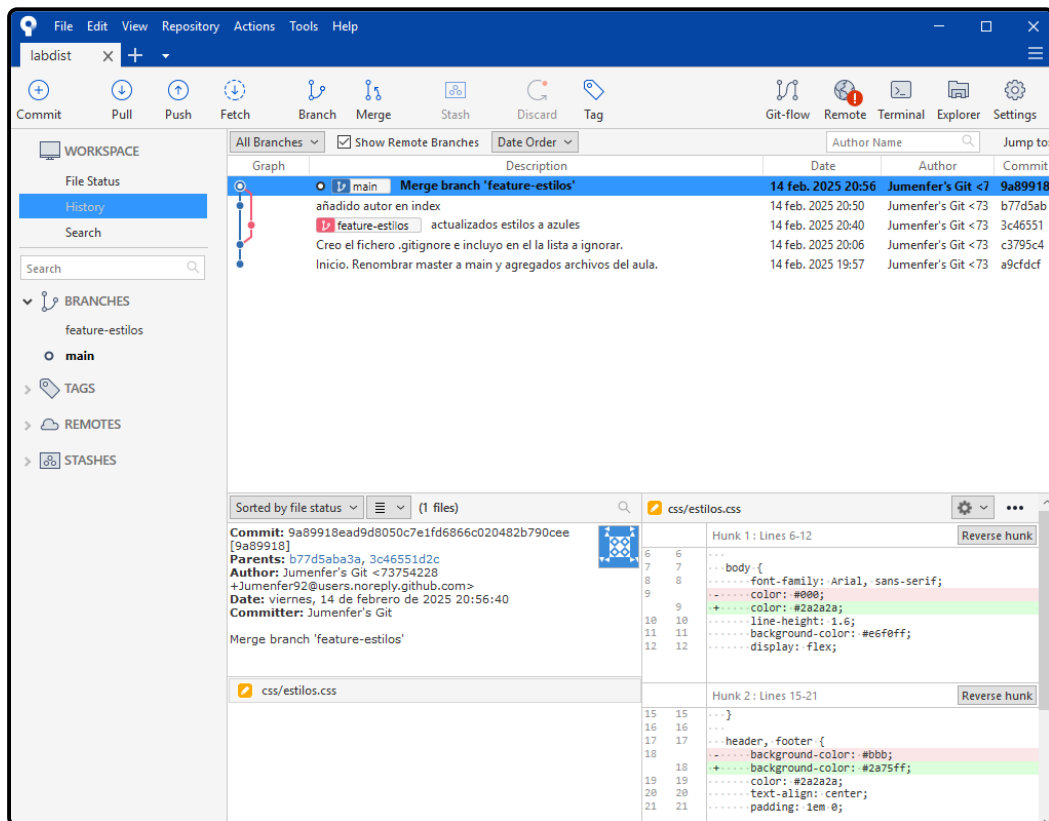 File Edit View Repository Actions Tools Help
labdist
Commit Pull Push Fetch Branch Merge Stash Discard Tag Git-flow Remote Terminal Explorer Settings
WORKSPACE
File Status
History
Search
Search
BRANCHES
feature-estilos
main
TAGS
REMOTES
STASHES
All Branches Show Remote Branches Date Order Author Name Jump to:
Graph Description Date Author Commit
main Merge branch 'feature-estilos' 14 feb. 2025 20:56 Jumenfer's Git <7 9a89918
añadido autor en index 14 feb. 2025 20:50 Jumenfer's Git <73 b77d5ab
feature-estilos actualizados estilos a azules 14 feb. 2025 20:40 Jumenfer's Git <73 3c46551
Creo el fichero .gitignore e incluyo en el la lista a ignorar. 14 feb. 2025 20:06 Jumenfer's Git <73 c3795c4
Inicio. Renombrar master a main y agregados archivos del aula. 14 feb. 2025 19:57 Jumenfer's Git <73 a9cfdcf
Sorted by file status (1 files)
Commit: 9a89918ead9d8050c7e1fd6866c020482b790cee
[9a89918]
Parents: b77d5aba3a, 3c46551d2c
Author: Jumenfer's Git <73754228
+Jumenfer92@users.noreply.github.com>
Date: viernes, 14 de febrero de 2025 20:56:40
Committer: Jumenfer's Git
Merge branch 'feature-estilos'
css/estilos.css
css/estilos.css
Hunk 1 : Lines 6-12 Reverse hunk
6 6
7 7 body {
8 8 font-family: Arial, sans-serif;
9 - color: #000;
9 + color: #2a2a2a;
10 10 line-height: 1.6;
11 11 background-color: #e6f0ff;
12 12 display: flex;
Hunk 2 : Lines 15-21 Reverse hunk
15 15 }
16 16
17 17 header, footer {
18 - background-color: #bbb;
18 + background-color: #2a75ff;
19 19 color: #2a2a2a;
20 20 text-align: center;
21 21 padding: 1em 0;